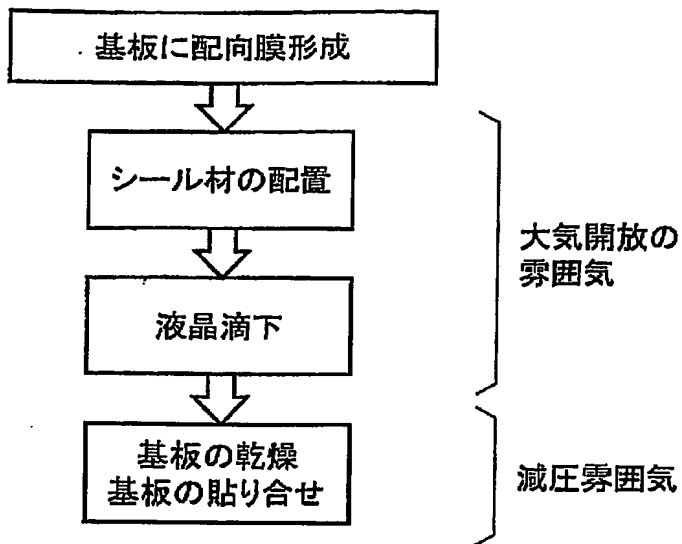 基板に配向膜形成
シール材の配置
大気開放の
雰囲気
液晶滴下
基板の乾燥
基板の貼り合せ
減圧雰囲気